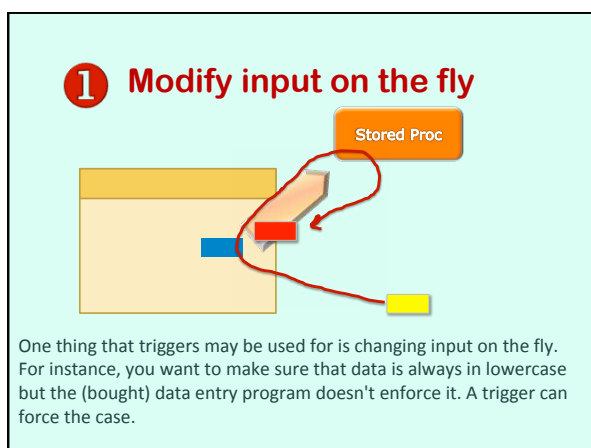 1 Modify input on the fly
Stored Proc
One thing that triggers may be used for is changing input on the fly.
For instance, you want to make sure that data is always in lowercase
but the (bought) data entry program doesn't enforce it. A trigger can
force the case.